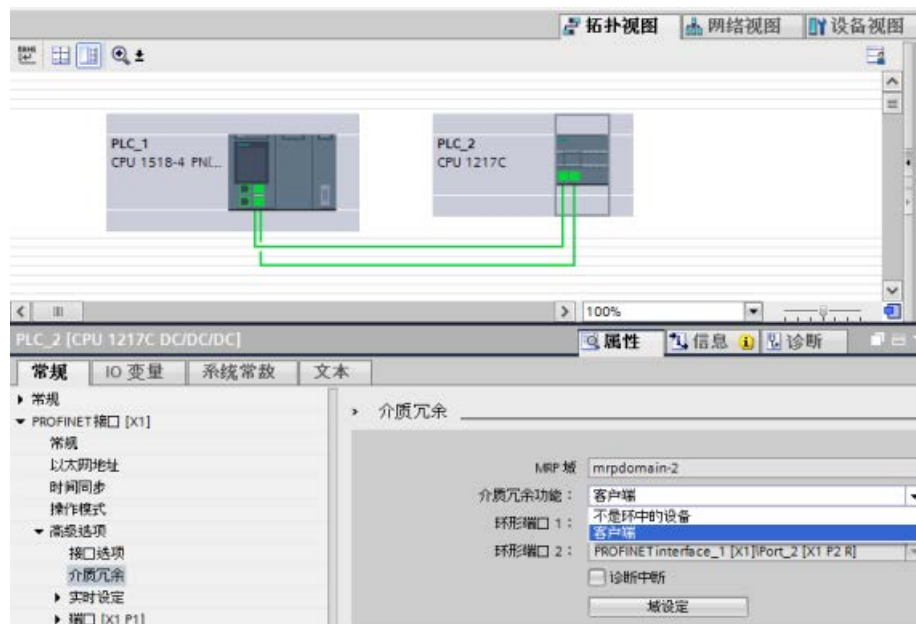 拓扑视图 网络视图 设备视图
PLC_1
CPU 1518-4 PN(...
PLC_2
CPU 1217C
100%
PLC_2 [CPU 1217C DC/DC/DC]
属性 信息 诊断
常规 IO 变量 系统常数 文本
常规
PROFINET接口 [X1]
常规
以太网地址
时间同步
操作模式
高级选项
接口选项
介质冗余
实时设定
端口 [X1 P1]
介质冗余
MRP 域 mrpdomain-2
介质冗余功能： 客户端
不是环中的设备
环形端口 1： 客户端
环形端口 2： PROFINET interface_1 [X1]\Port_2 [X1 P2 R]
诊断中断
域设定